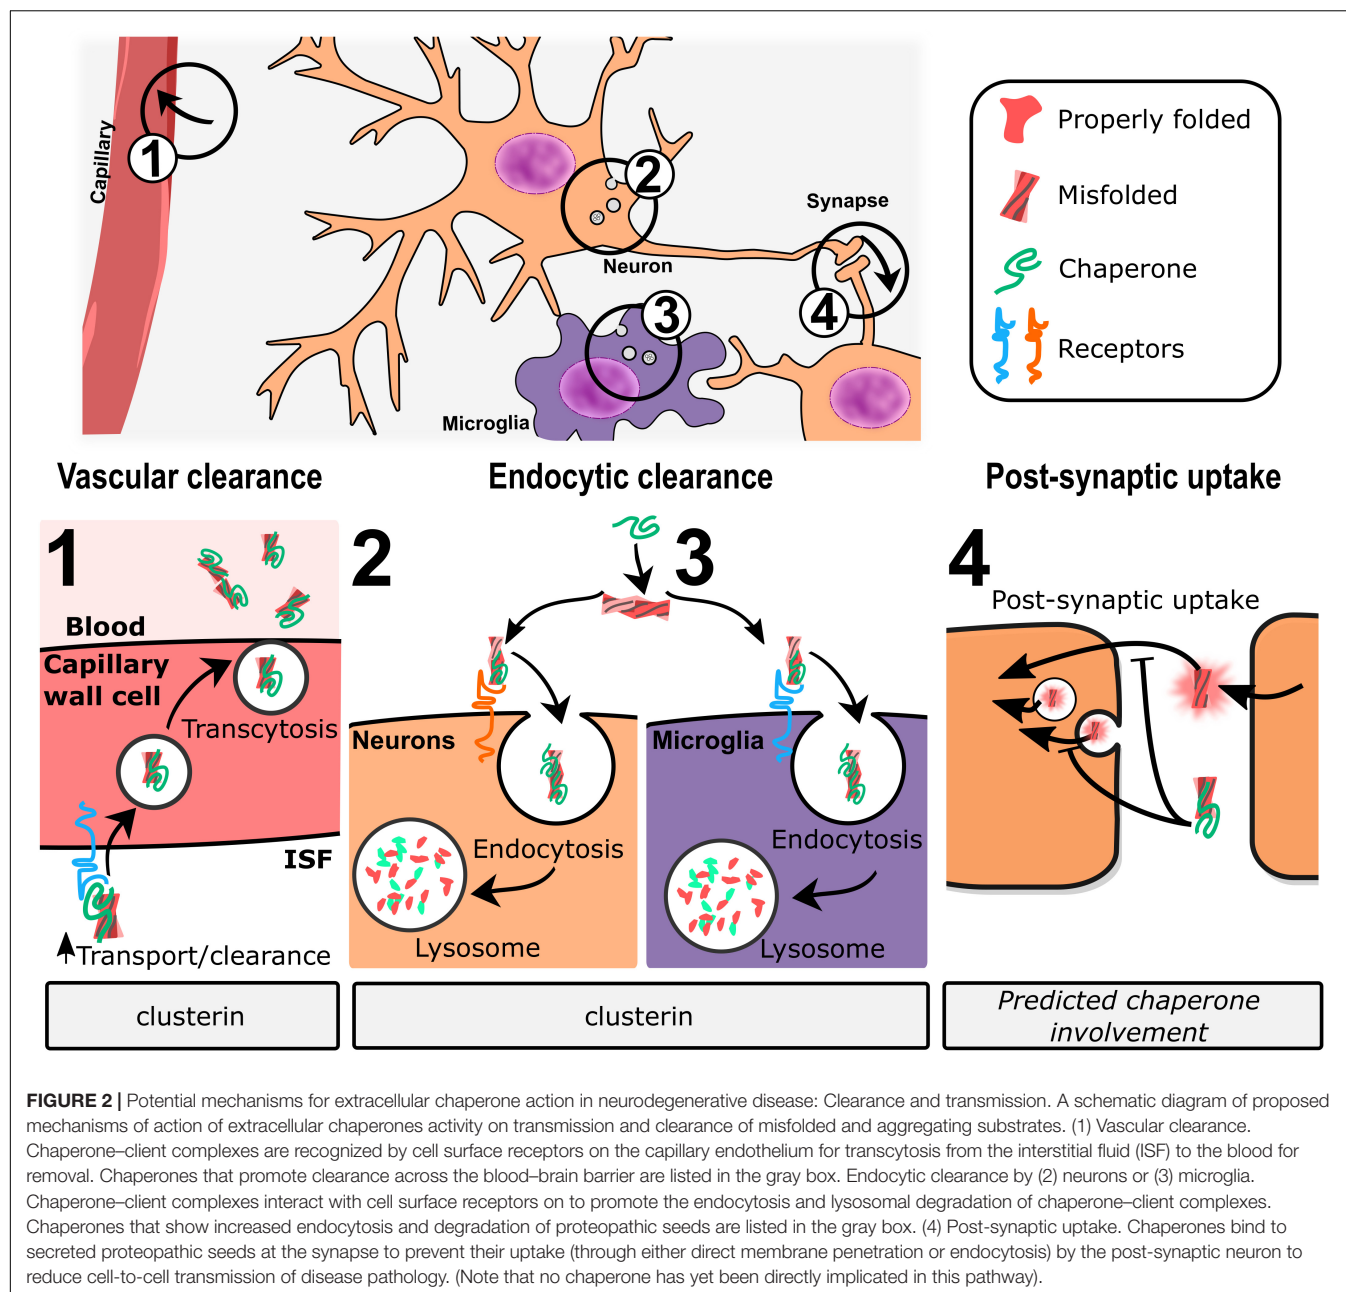 Capillary
1
2
Neuron
Synapse
4
3
Microglia
Properly folded
Misfolded
Chaperone
Receptors
Vascular clearance
Endocytic clearance
Post-synaptic uptake
1
Blood
Capillary
wall cell
Transcytosis
ISF
Transport/clearance
2
3
Neurons
Endocytosis
Lysosome
Microglia
Endocytosis
Lysosome
4
Post-synaptic uptake
clusterin
clusterin
Predicted chaperone
involvement
FIGURE 2 | Potential mechanisms for extracellular chaperone action in neurodegenerative disease: Clearance and transmission. A schematic diagram of proposed
mechanisms of action of extracellular chaperones activity on transmission and clearance of misfolded and aggregating substrates. (1) Vascular clearance.
Chaperone–client complexes are recognized by cell surface receptors on the capillary endothelium for transcytosis from the interstitial fluid (ISF) to the blood for
removal. Chaperones that promote clearance across the blood–brain barrier are listed in the gray box. Endocytic clearance by (2) neurons or (3) microglia.
Chaperone–client complexes interact with cell surface receptors on to promote the endocytosis and lysosomal degradation of chaperone–client complexes.
Chaperones that show increased endocytosis and degradation of proteopathic seeds are listed in the gray box. (4) Post-synaptic uptake. Chaperones bind to
secreted proteopathic seeds at the synapse to prevent their uptake (through either direct membrane penetration or endocytosis) by the post-synaptic neuron to
reduce cell-to-cell transmission of disease pathology. (Note that no chaperone has yet been directly implicated in this pathway).